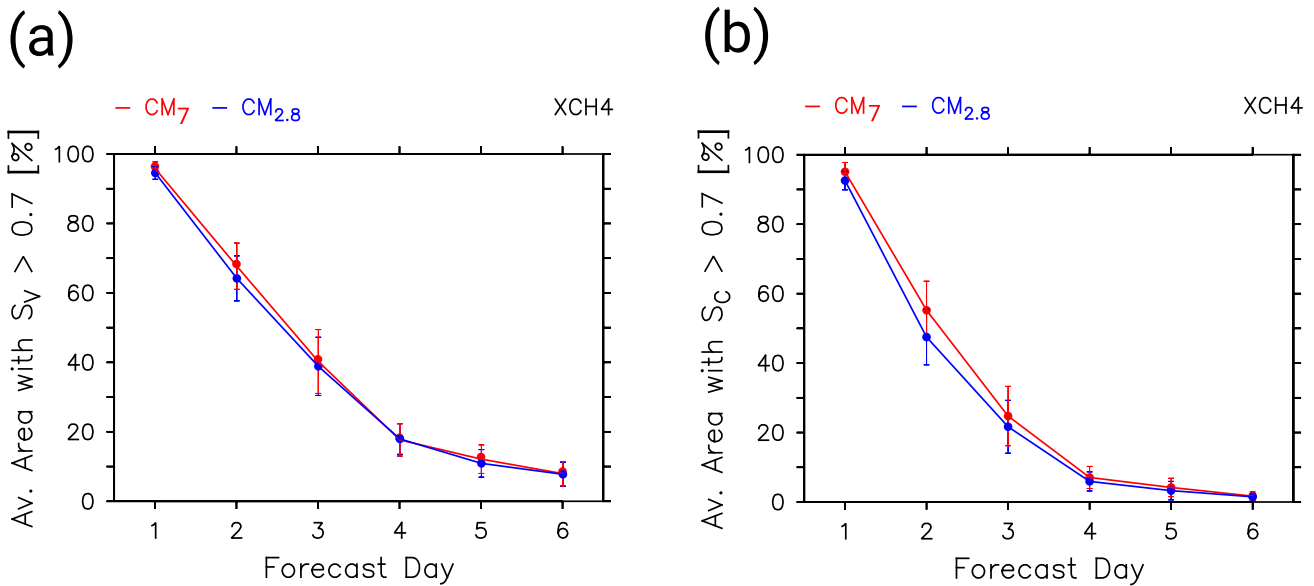 (a)
CM7 CM2.8 XCH4
Av. Area with SV > 0.7 [%]
100
80
60
40
20
0
1 2 3 4 5 6
Forecast Day
(b)
CM7 CM2.8 XCH4
Av. Area with SC > 0.7 [%]
100
80
60
40
20
0
1 2 3 4 5 6
Forecast Day